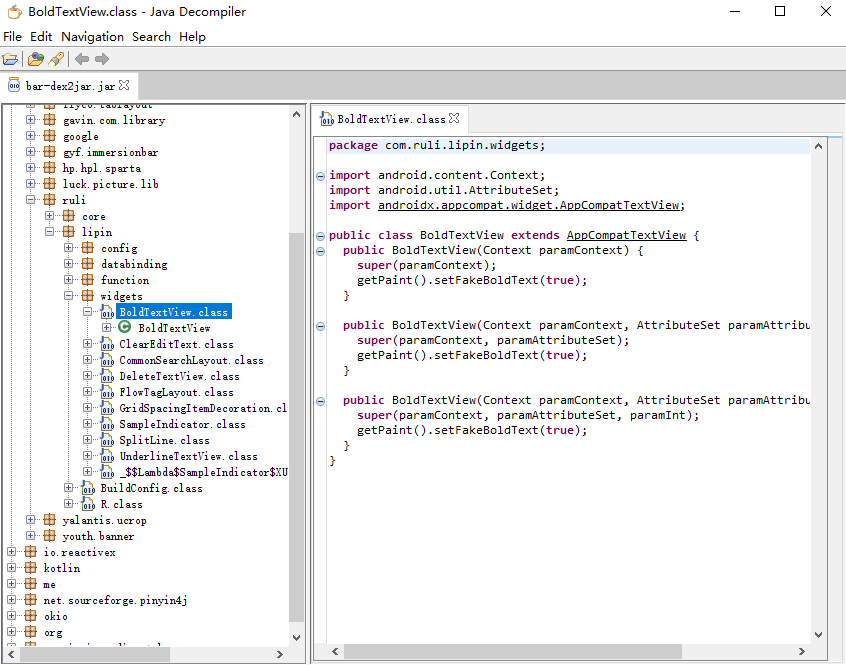 BoldTextView.class - Java Decompiler
File Edit Navigation Search Help
bar-dex2jar.jar
gavin.com.library
google
gyf.immersionbar
hp.hpl.sparta
luck.picture.lib
ruli
core
lipin
config
databinding
function
widgets
BoldTextView.class
BoldTextView
ClearEditText.class
CommonSearchLayout.class
DeleteTextView.class
FlowTagLayout.class
GridSpacingItemDecoration.cl
SampleIndicator.class
SplitLine.class
UnderlineTextView.class
_$$Lambda$SampleIndicator$XU
BuildConfig.class
R.class
yalantis.ucrop
youth.banner
io.reactivex
kotlin
me
net.sourceforge.pinyin4j
okio
org
BoldTextView.class
package com.ruli.lipin.widgets;
import android.content.Context;
import android.util.AttributeSet;
import androidx.appcompat.widget.AppCompatTextView;
public class BoldTextView extends AppCompatTextView {
public BoldTextView(Context paramContext) {
super(paramContext);
getPaint().setFakeBoldText(true);
}
public BoldTextView(Context paramContext, AttributeSet paramAttribu
super(paramContext, paramAttributeSet);
getPaint().setFakeBoldText(true);
}
public BoldTextView(Context paramContext, AttributeSet paramAttribu
super(paramContext, paramAttributeSet, paramInt);
getPaint().setFakeBoldText(true);
}
}